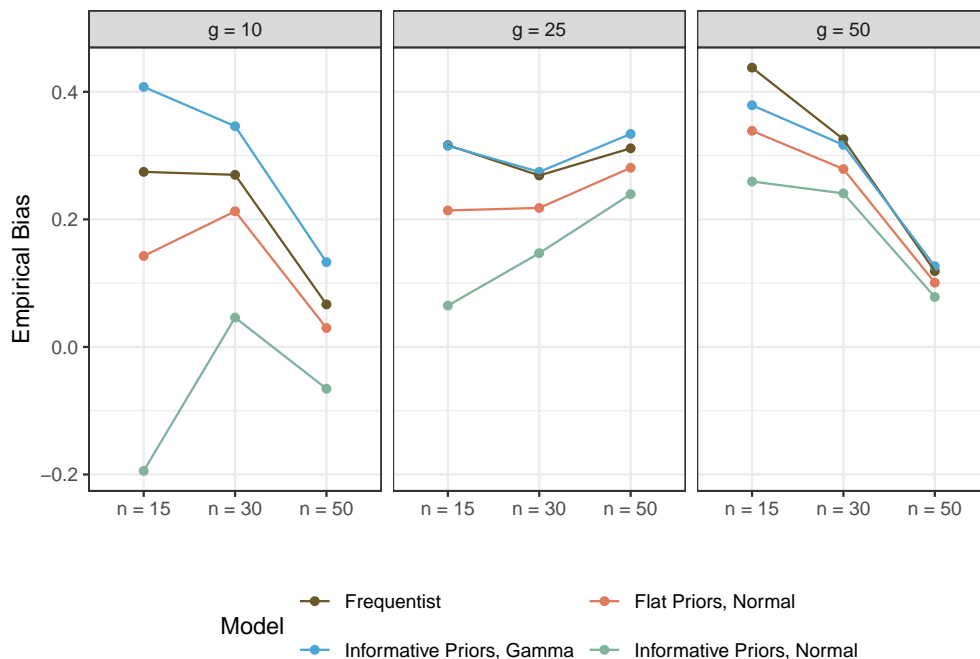 g = 10
g = 25
g = 50
Empirical Bias
0.4
0.2
0.0
−0.2
n = 15
n = 30
n = 50
n = 15
n = 30
n = 50
n = 15
n = 30
n = 50
Model
Frequentist
Flat Priors, Normal
Informative Priors, Gamma
Informative Priors, Normal